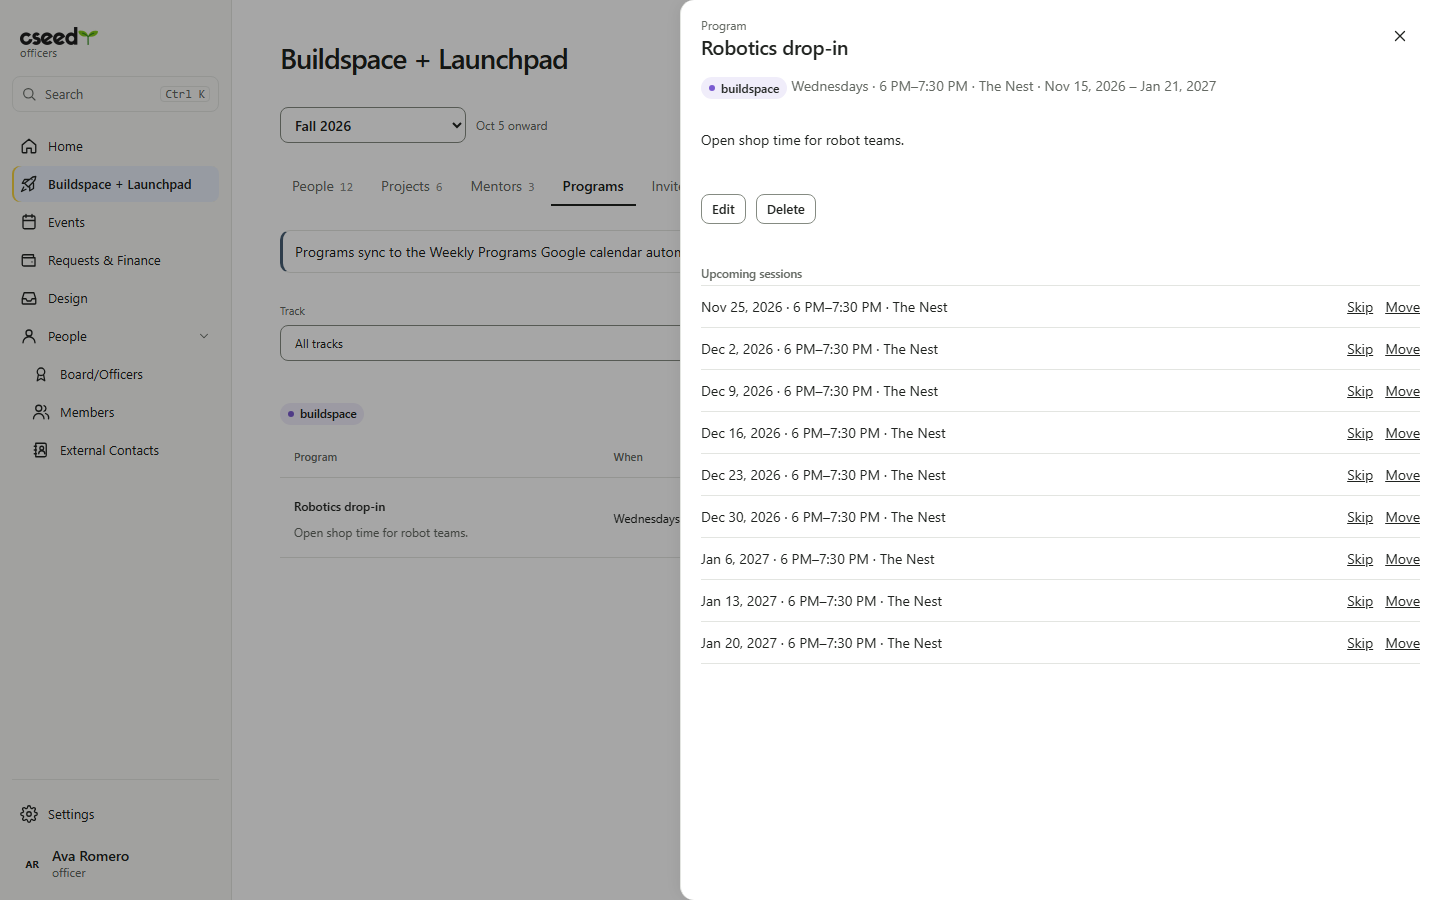 cseed
officers
Search
Ctrl K
Home
Buildspace + Launchpad
Events
Requests & Finance
Design
People
Board/Officers
Members
External Contacts
Settings
AR
Ava Romero
officer
Buildspace + Launchpad
Fall 2026
Oct 5 onward
People 12
Projects 6
Mentors 3
Programs
Programs sync to the Weekly Programs Google calendar
Track
All tracks
buildspace
Program
When
Robotics drop-in
Open shop time for robot teams.
Wednesdays
Program
Robotics drop-in
buildspace
Wednesdays · 6 PM–7:30 PM · The Nest · Nov 15, 2026 – Jan 21, 2027
Open shop time for robot teams.
Edit
Delete
Upcoming sessions
Nov 25, 2026 · 6 PM–7:30 PM · The Nest Skip Move
Dec 2, 2026 · 6 PM–7:30 PM · The Nest Skip Move
Dec 9, 2026 · 6 PM–7:30 PM · The Nest Skip Move
Dec 16, 2026 · 6 PM–7:30 PM · The Nest Skip Move
Dec 23, 2026 · 6 PM–7:30 PM · The Nest Skip Move
Dec 30, 2026 · 6 PM–7:30 PM · The Nest Skip Move
Jan 6, 2027 · 6 PM–7:30 PM · The Nest Skip Move
Jan 13, 2027 · 6 PM–7:30 PM · The Nest Skip Move
Jan 20, 2027 · 6 PM–7:30 PM · The Nest Skip Move